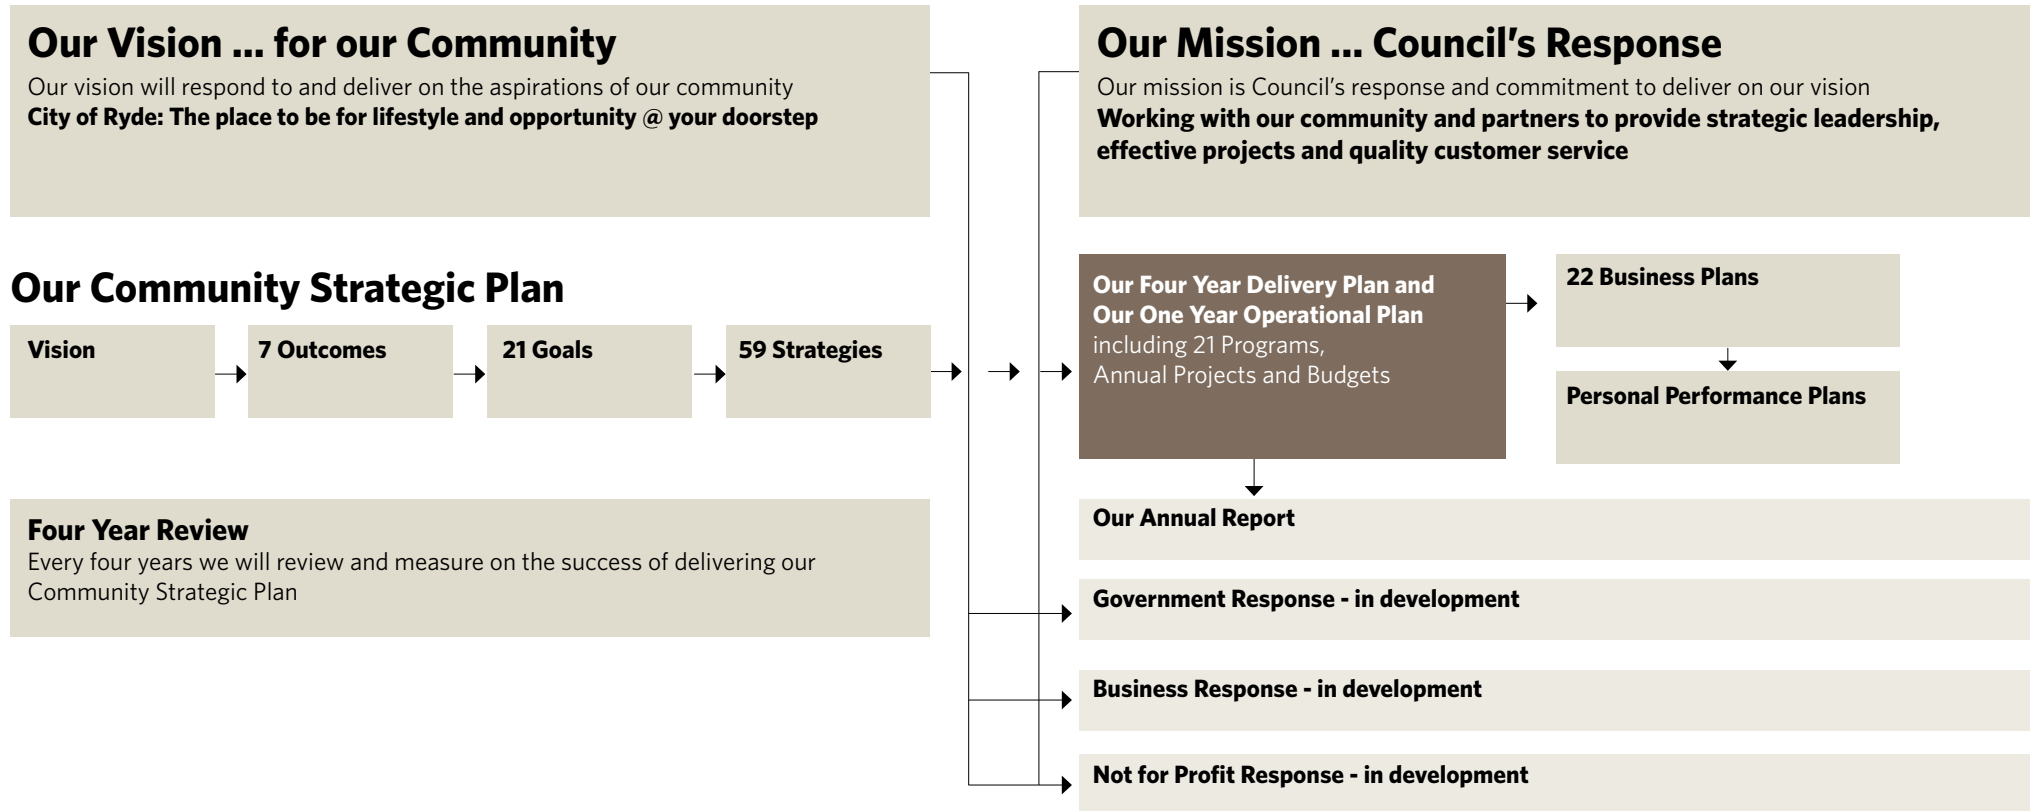 Our Vision ... for our Community
Our vision will respond to and deliver on the aspirations of our community
City of Ryde: The place to be for lifestyle and opportunity @ your doorstep
Our Mission ... Council’s Response
Our mission is Council’s response and commitment to deliver on our vision
Working with our community and partners to provide strategic leadership,
effective projects and quality customer service
Our Community Strategic Plan
Vision
7 Outcomes
21 Goals
59 Strategies
Our Four Year Delivery Plan and
Our One Year Operational Plan
including 21 Programs,
Annual Projects and Budgets
22 Business Plans
Personal Performance Plans
Four Year Review
Every four years we will review and measure on the success of delivering our
Community Strategic Plan
Our Annual Report
Government Response - in development
Business Response - in development
Not for Profit Response - in development